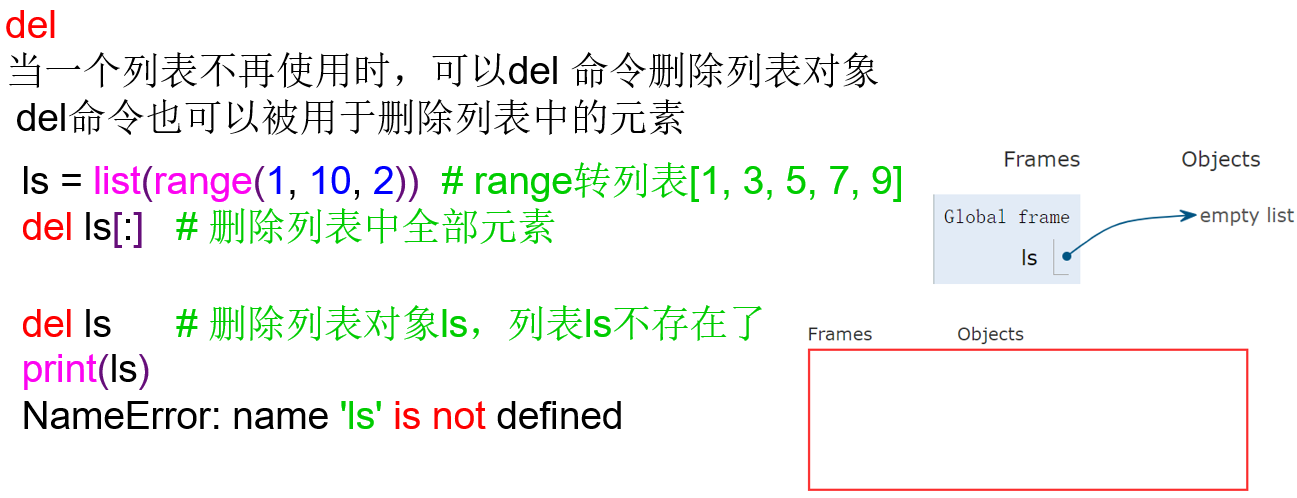 del
当一个列表不再使用时，可以del 命令删除列表对象
del命令也可以被用于删除列表中的元素
ls = list(range(1, 10, 2))  # range转列表[1, 3, 5, 7, 9]
del ls[:]   # 删除列表中全部元素
Frames Objects
Global frame
ls
empty list
del ls      # 删除列表对象ls，列表ls不存在了
print(ls)
NameError: name 'ls' is not defined
Frames Objects